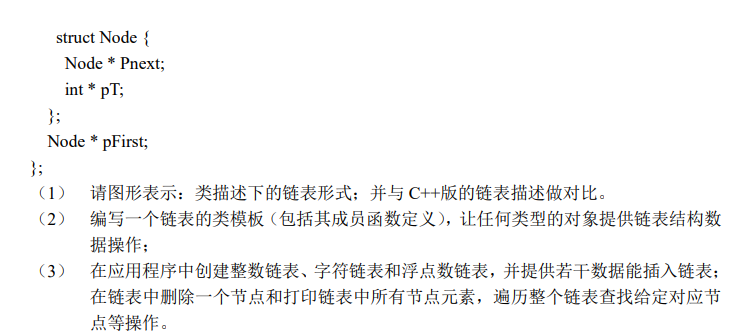 struct Node {
Node * Pnext;
int * pT;
};
Node * pFirst;
};
（1） 请图形表示：类描述下的链表形式；并与 C++版的链表描述做对比。
（2） 编写一个链表的类模板（包括其成员函数定义），让任何类型的对象提供链表结构数
据操作；
（3） 在应用程序中创建整数链表、字符链表和浮点数链表，并提供若干数据能插入链表；
在链表中删除一个节点和打印链表中所有节点元素，遍历整个链表查找给定对应节
点等操作。